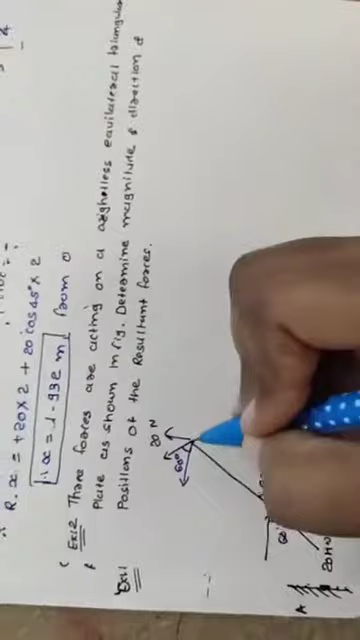 R.x = +20×2 + 20 cos 45° × 2
∴ x = 1.932 m, from O
Ex:2 Three forces are acting on a weightless equilateral triangular
Plate as shown in fig. Determine magnitude & direction &
Positions of the Resultant forces.
20 N
60°
60°
20 N
A